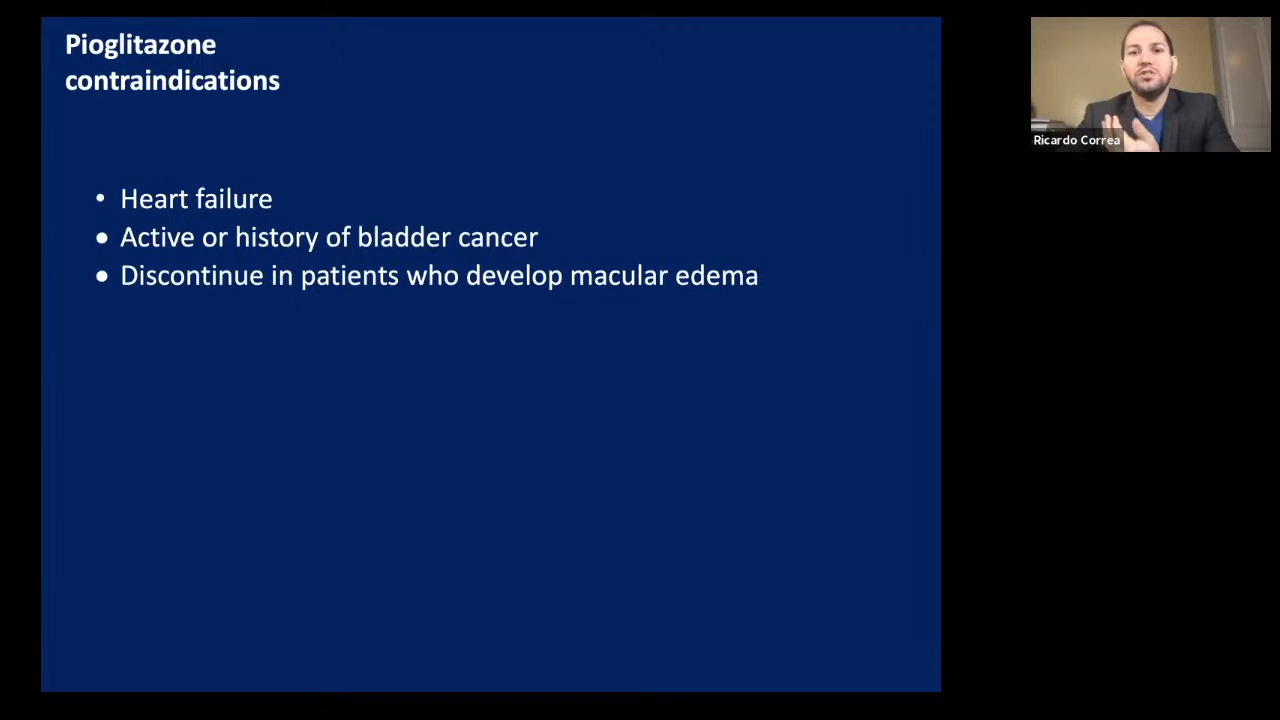 Pioglitazone
contraindications
• Heart failure
● Active or history of bladder cancer
● Discontinue in patients who develop macular edema
Ricardo Correa